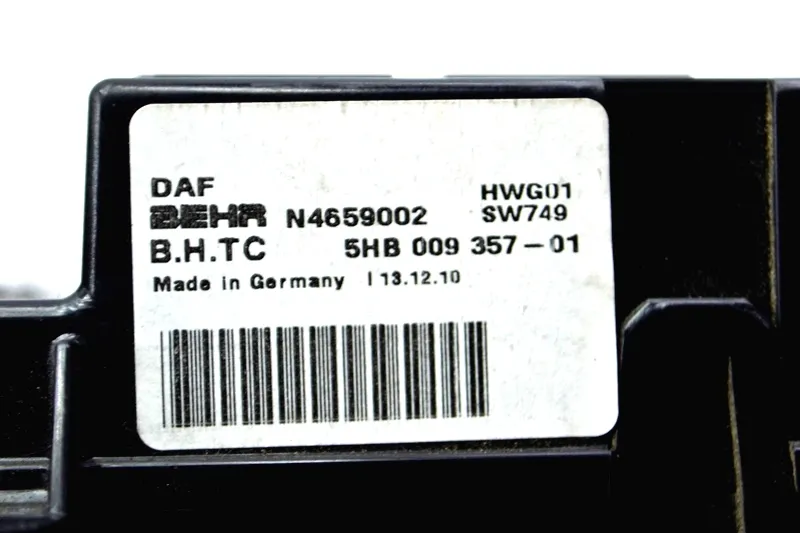 DAF
HWG01
BEHR N4659002 SW749
B.H.TC 5HB 009 357-01
Made in Germany I 13.12.10